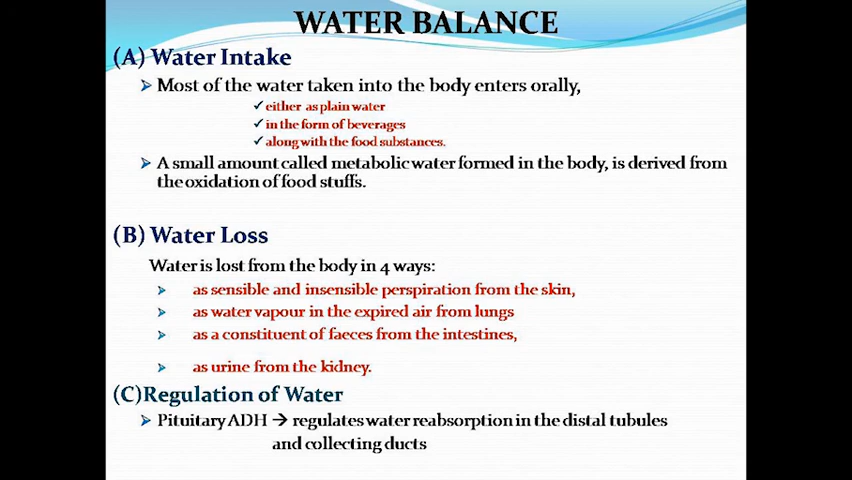 WATER BALANCE
(A) Water Intake
➢ Most of the water taken into the body enters orally,
✓ either as plain water
✓ in the form of beverages
✓ along with the food substances.
➢ A small amount called metabolic water formed in the body, is derived from
the oxidation of food stuffs.
(B) Water Loss
Water is lost from the body in 4 ways:
➢ as sensible and insensible perspiration from the skin,
➢ as water vapour in the expired air from lungs
➢ as a constituent of faeces from the intestines,
➢ as urine from the kidney.
(C)Regulation of Water
➢ Pituitary ADH → regulates water reabsorption in the distal tubules
and collecting ducts